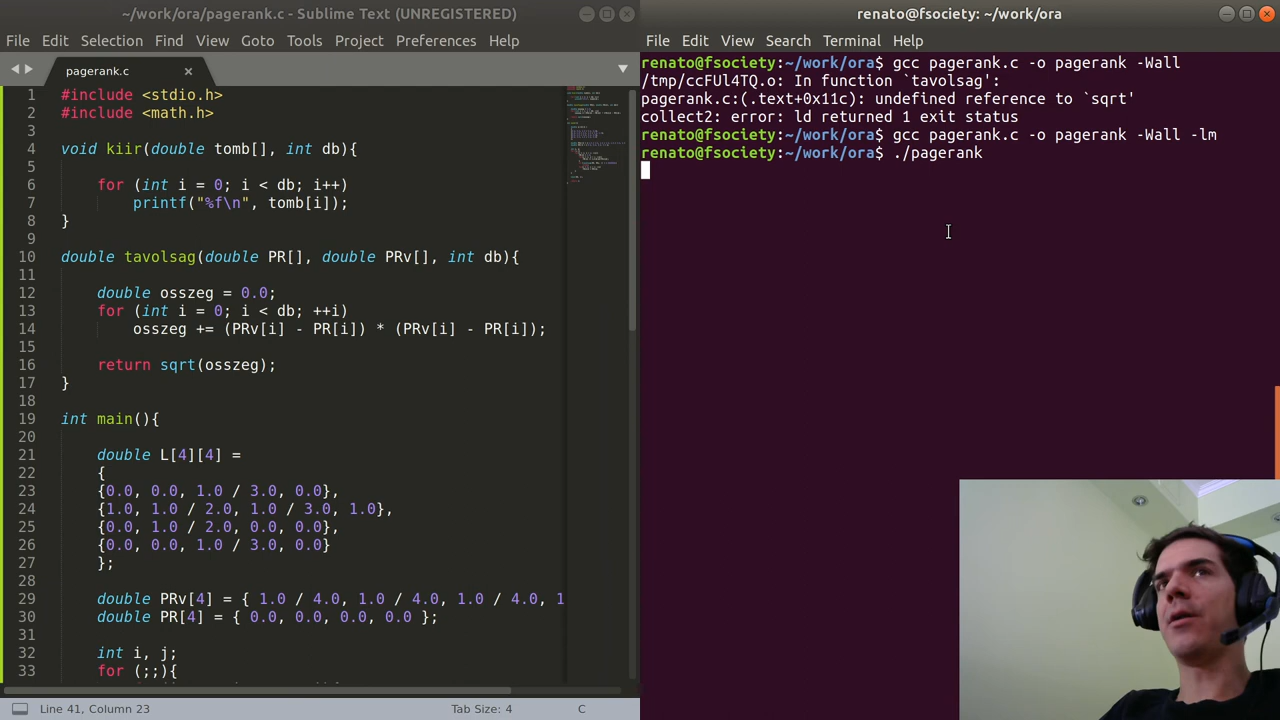 ~/work/ora/pagerank.c - Sublime Text (UNREGISTERED)
File Edit Selection Find View Goto Tools Project Preferences Help
pagerank.c
1 #include <stdio.h>
2 #include <math.h>
3
4 void kiir(double tomb[], int db){
5
6 for (int i = 0; i < db; i++)
7 printf("%f\n", tomb[i]);
8 }
9
10 double tavolsag(double PR[], double PRv[], int db){
11
12 double osszeg = 0.0;
13 for (int i = 0; i < db; ++i)
14 osszeg += (PRv[i] - PR[i]) * (PRv[i] - PR[i]);
15
16 return sqrt(osszeg);
17 }
18
19 int main(){
20
21 double L[4][4] =
22 {
23 {0.0, 0.0, 1.0 / 3.0, 0.0},
24 {1.0, 1.0 / 2.0, 1.0 / 3.0, 1.0},
25 {0.0, 1.0 / 2.0, 0.0, 0.0},
26 {0.0, 0.0, 1.0 / 3.0, 0.0}
27 };
28
29 double PRv[4] = { 1.0 / 4.0, 1.0 / 4.0, 1.0 / 4.0, 1
30 double PR[4] = { 0.0, 0.0, 0.0, 0.0 };
31
32 int i, j;
33 for (;;){
Line 41, Column 23 Tab Size: 4 C
renato@fsociety: ~/work/ora
File Edit View Search Terminal Help
renato@fsociety:~/work/ora$ gcc pagerank.c -o pagerank -Wall
/tmp/ccFUl4TQ.o: In function `tavolsag':
pagerank.c:(.text+0x11c): undefined reference to `sqrt'
collect2: error: ld returned 1 exit status
renato@fsociety:~/work/ora$ gcc pagerank.c -o pagerank -Wall -lm
renato@fsociety:~/work/ora$ ./pagerank